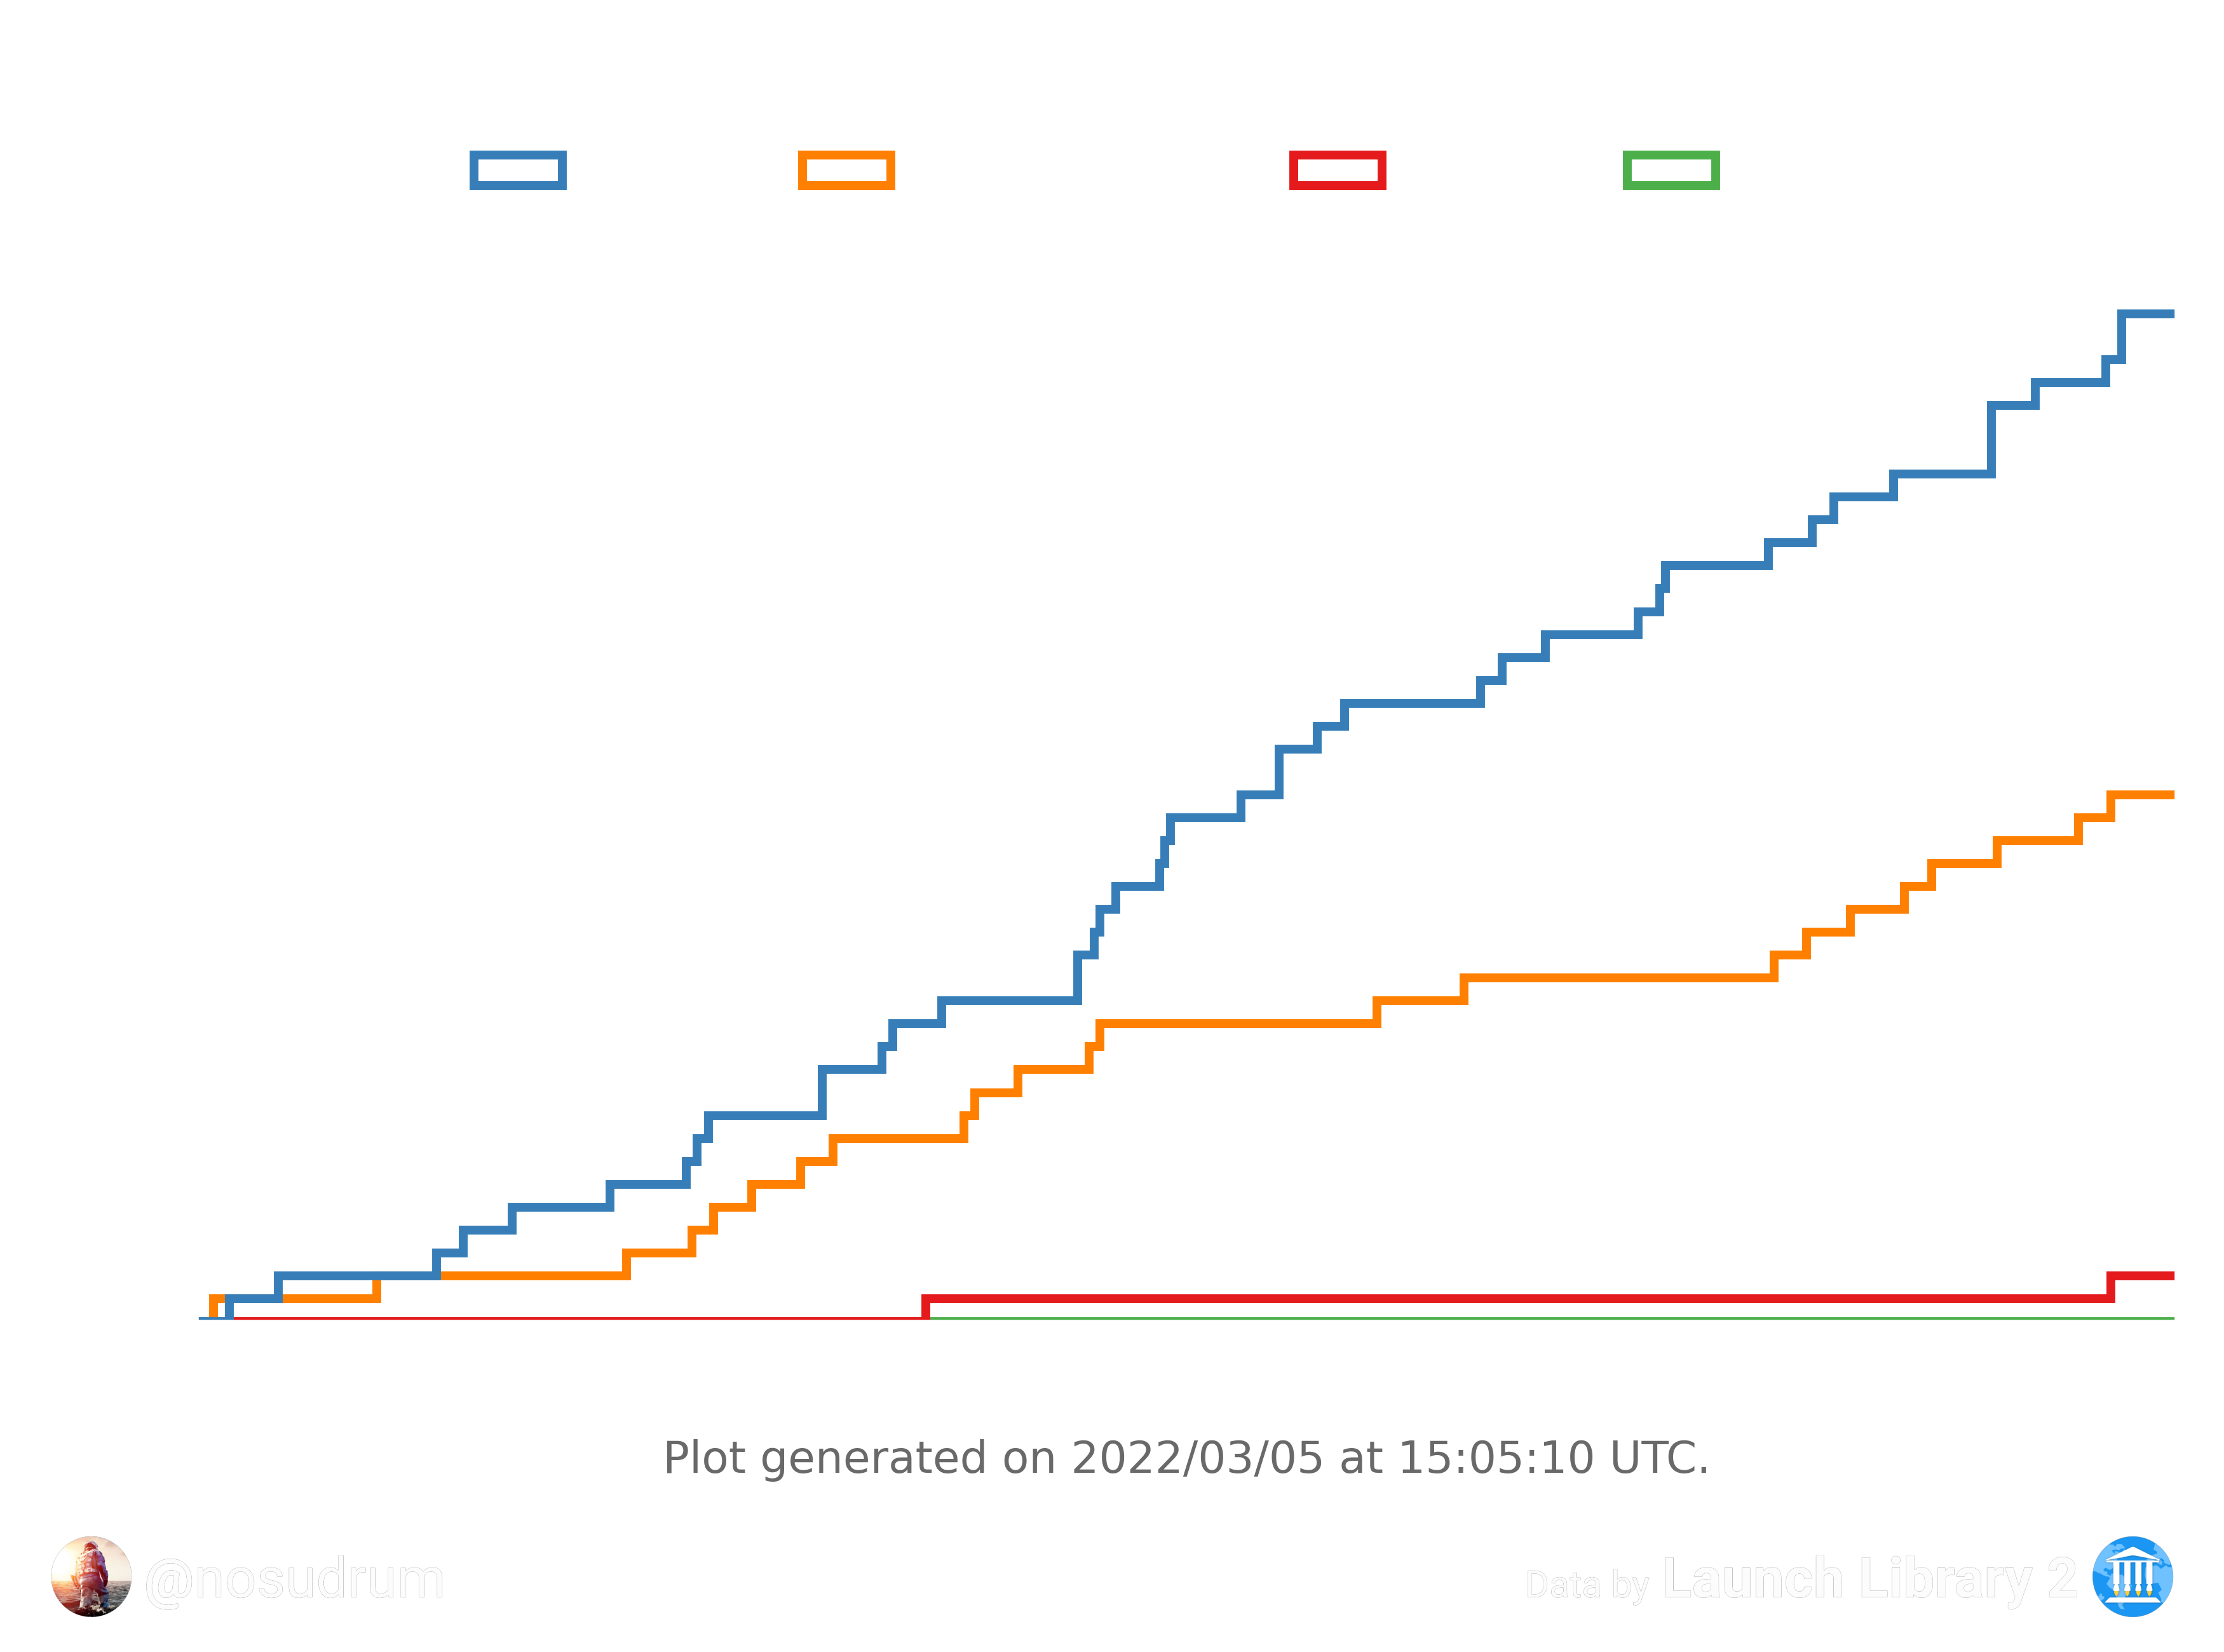 Plot generated on 2022/03/05 at 15:05:10 UTC.
@nosudrum
Data by Launch Library 2